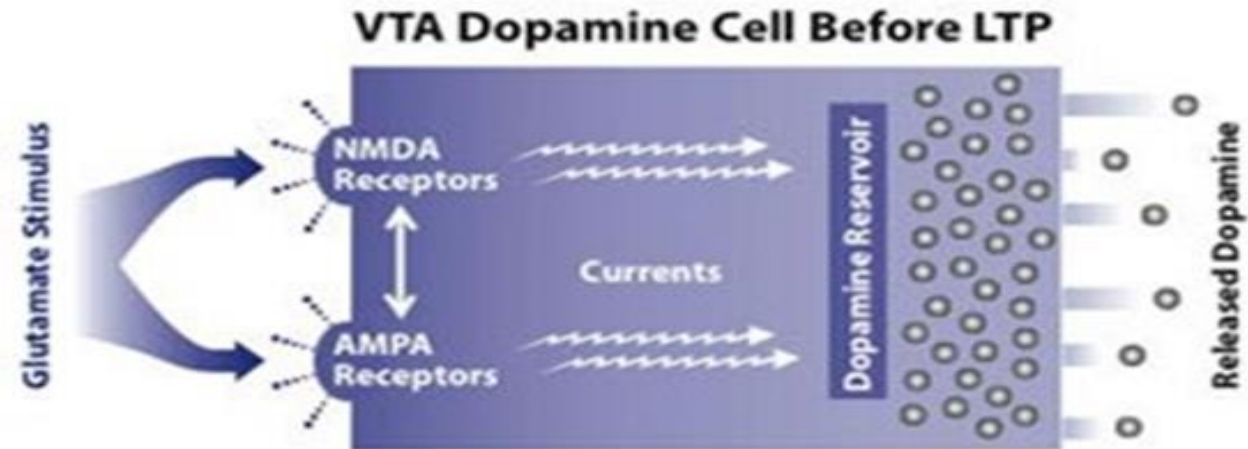 VTA Dopamine Cell Before LTP
Glutamate Stimulus
NMDA
Receptors
Currents
AMPA
Receptors
Dopamine Reservoir
Released Dopamine